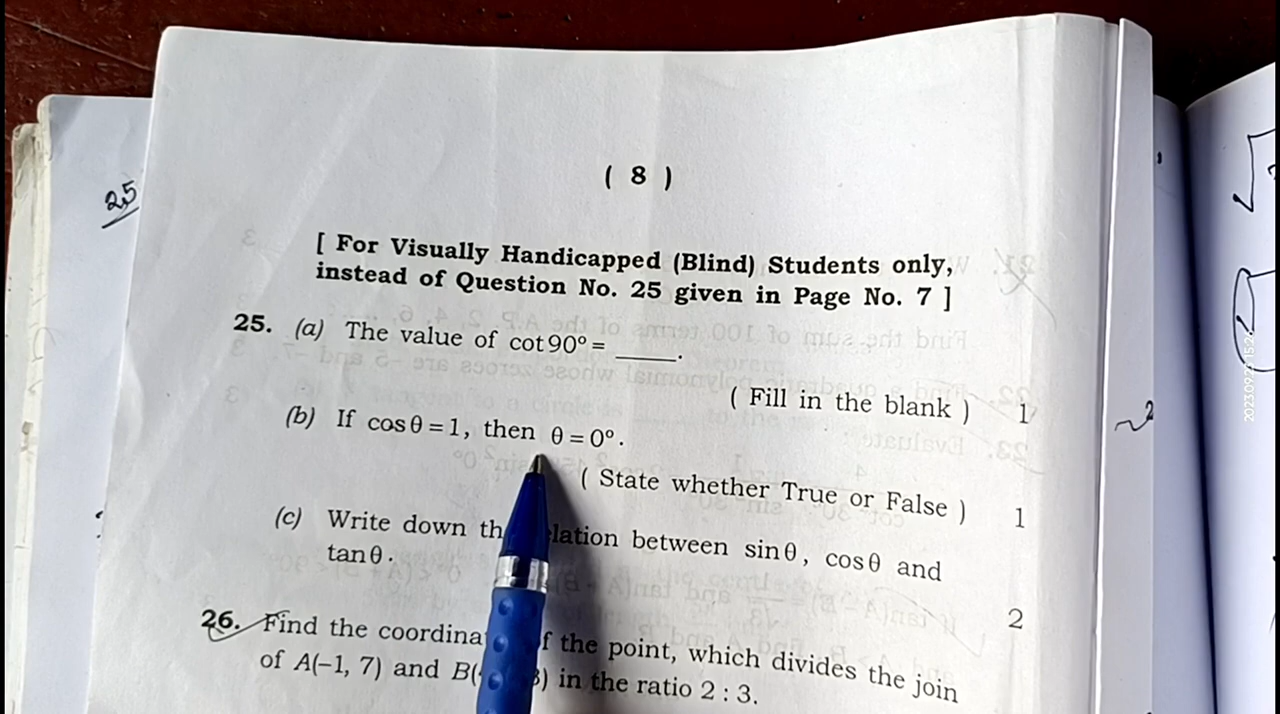 ( 8 )
25
[ For Visually Handicapped (Blind) Students only,
instead of Question No. 25 given in Page No. 7 ]
25. (a) The value of cot 90° = ____.
( Fill in the blank ) 1
(b) If cos θ = 1, then θ = 0°.
( State whether True or False ) 1
(c) Write down lation between sin θ, cos θ and
tan θ. 2
26. Find the coordina f the point, which divides the join
of A(–1, 7) and B( 3) in the ratio 2 : 3.